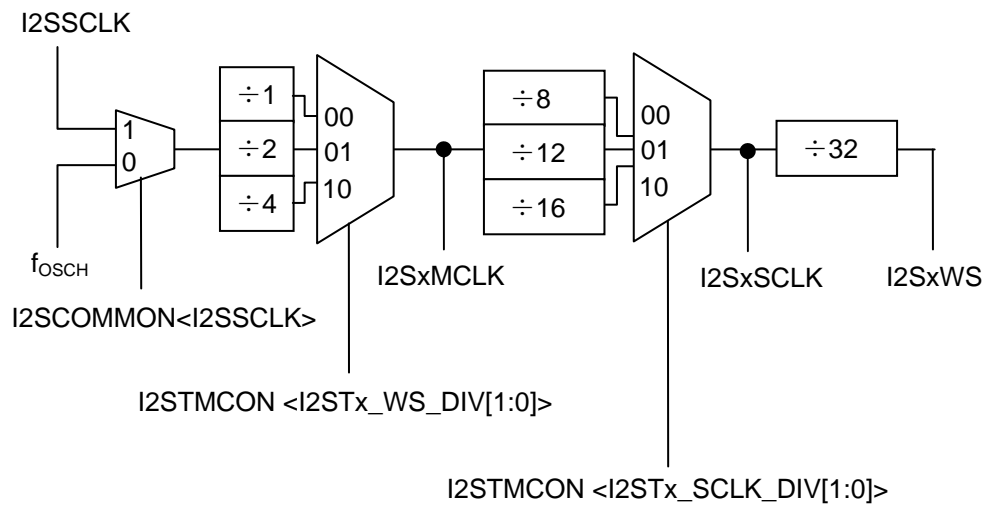 I2SSCLK
1
0
fOSCH
I2SCOMMON<I2SSCLK>
÷1
÷2
÷4
00
01
10
I2STMCON <I2STx_WS_DIV[1:0]>
I2SxMCLK
÷8
÷12
÷16
00
01
10
I2STMCON <I2STx_SCLK_DIV[1:0]>
I2SxSCLK
÷32
I2SxWS